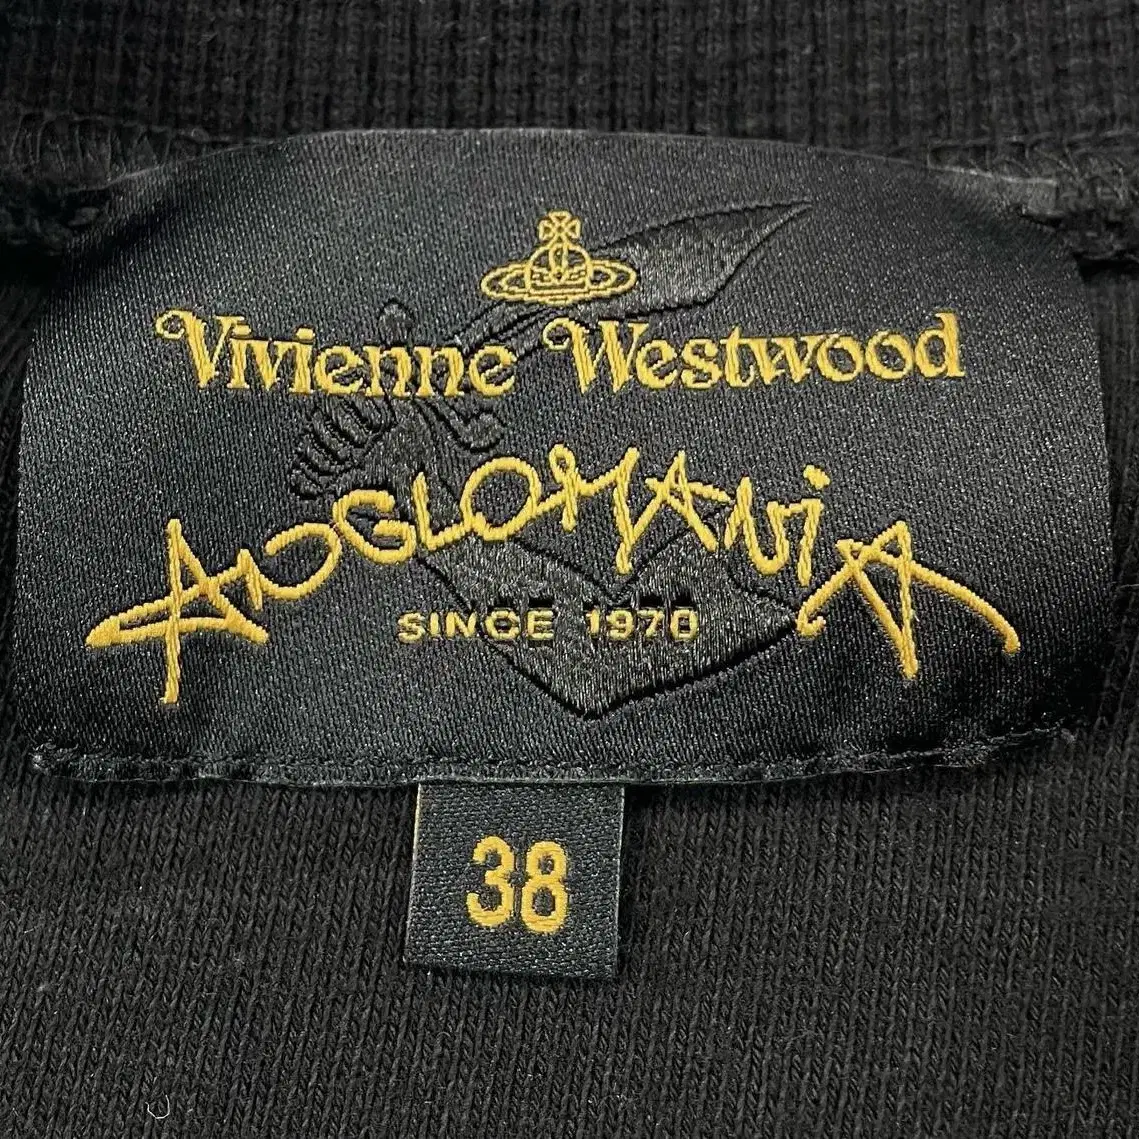 Vivienne Westwood
ANGLOMANiA
SINCE 1970
38